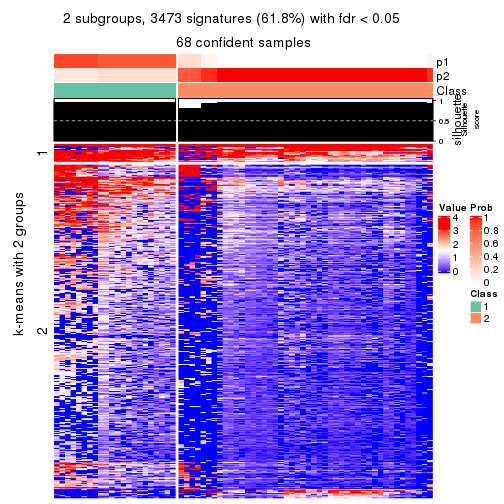 2 subgroups, 3473 signatures (61.8%) with fdr < 0.05
68 confident samples
p1
p2
Class
1
0.5
0
silhouette
Silhouette
score
1
2
k-means with 2 groups
Value
4
3
2
1
0
Prob
1
0.8
0.6
0.4
0.2
0
Class
1
2